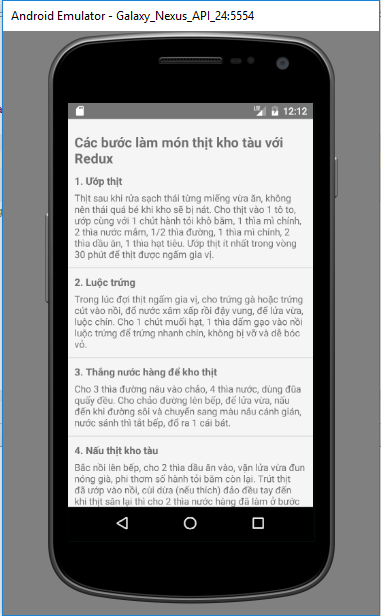 Android Emulator - Galaxy_Nexus_API_24:5554
12:12
Các bước làm món thịt kho tàu với
Redux
1. Ướp thịt
Thịt sau khi rửa sạch thái từng miếng vừa ăn, không
nên thái quá bé khi kho sẽ bị nát. Cho thịt vào 1 tô to,
ướp cùng với 1 chút hành tỏi khô băm, 1 thìa mì chính,
2 thìa nước mắm, 1/2 thìa đường, 1 thìa mì chính, 2
thìa dầu ăn, 1 thìa hạt tiêu. Ướp thịt ít nhất trong vòng
30 phút để thịt được ngấm gia vị.
2. Luộc trứng
Trong lúc đợi thịt ngấm gia vị, cho trứng gà hoặc trứng
cút vào nồi, đổ nước xâm xấp rồi đậy vung, để lửa vừa,
luộc chín. Cho 1 chút muối hạt, 1 thìa dấm gạo vào nồi
luộc trứng để trứng nhanh chín, không bị vỡ và dễ bóc
vỏ.
3. Thắng nước hàng để kho thịt
Cho 3 thìa đường nâu vào chảo, 4 thìa nước, dùng đũa
quấy đều. Cho chảo đường lên bếp, để lửa vừa, nấu
đến khi đường sôi và chuyển sang màu nâu cánh gián,
nước sánh thì tắt bếp, đổ ra 1 cái bát.
4. Nấu thịt kho tàu
Bắc nồi lên bếp, cho 2 thìa dầu ăn vào, vặn lửa vừa đun
nóng già, phi thơm số hành tỏi băm còn lại. Trút thịt
đã ướp vào nồi, cùi dừa (nếu thích) đảo đều tay đến
khi thịt săn lại thì cho 2 thìa nước hàng đã làm ở bước